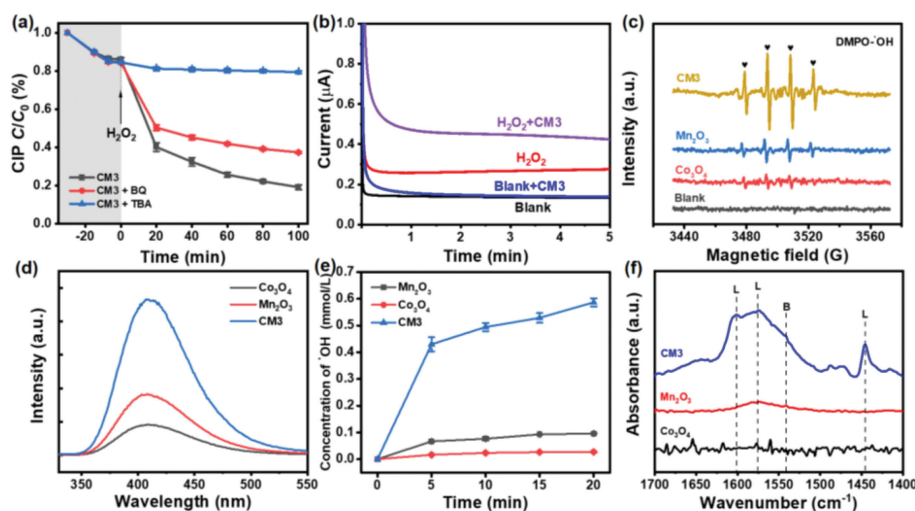 (a)
CIP C/C₀ (%)
1.0
0.8
0.6
0.4
0.2
0.0
H₂O₂
CM3
CM3 + BQ
CM3 + TBA
-20 0 20 40 60 80 100
Time (min)
(b)
Current (μA)
1.0
0.8
0.6
0.4
0.2
0.0
H₂O₂+CM3
H₂O₂
Blank+CM3
Blank
0 1 2 3 4 5
Time (min)
(c)
Intensity (a.u.)
DMPO-·OH
CM3
Mn₂O₃
Co₃O₄
Blank
3440 3480 3520 3560
Magnetic field (G)
(d)
Intensity (a.u.)
Co₃O₄
Mn₂O₃
CM3
350 400 450 500 550
Wavelength (nm)
(e)
Concentration of ·OH (mmol/L)
0.7
0.6
0.5
0.4
0.3
0.2
0.1
0.0
Mn₂O₃
Co₃O₄
CM3
0 5 10 15 20
Time (min)
(f)
Absorbance (a.u.)
L L B L
CM3
Mn₂O₃
Co₃O₄
1700 1650 1600 1550 1500 1450 1400
Wavenumber (cm⁻¹)